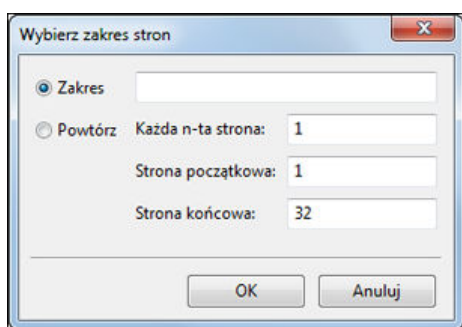 Wybierz zakres stron
Zakres
Powtórz Każda n-ta strona: 1
Strona początkowa: 1
Strona końcowa: 32
OK Anuluj